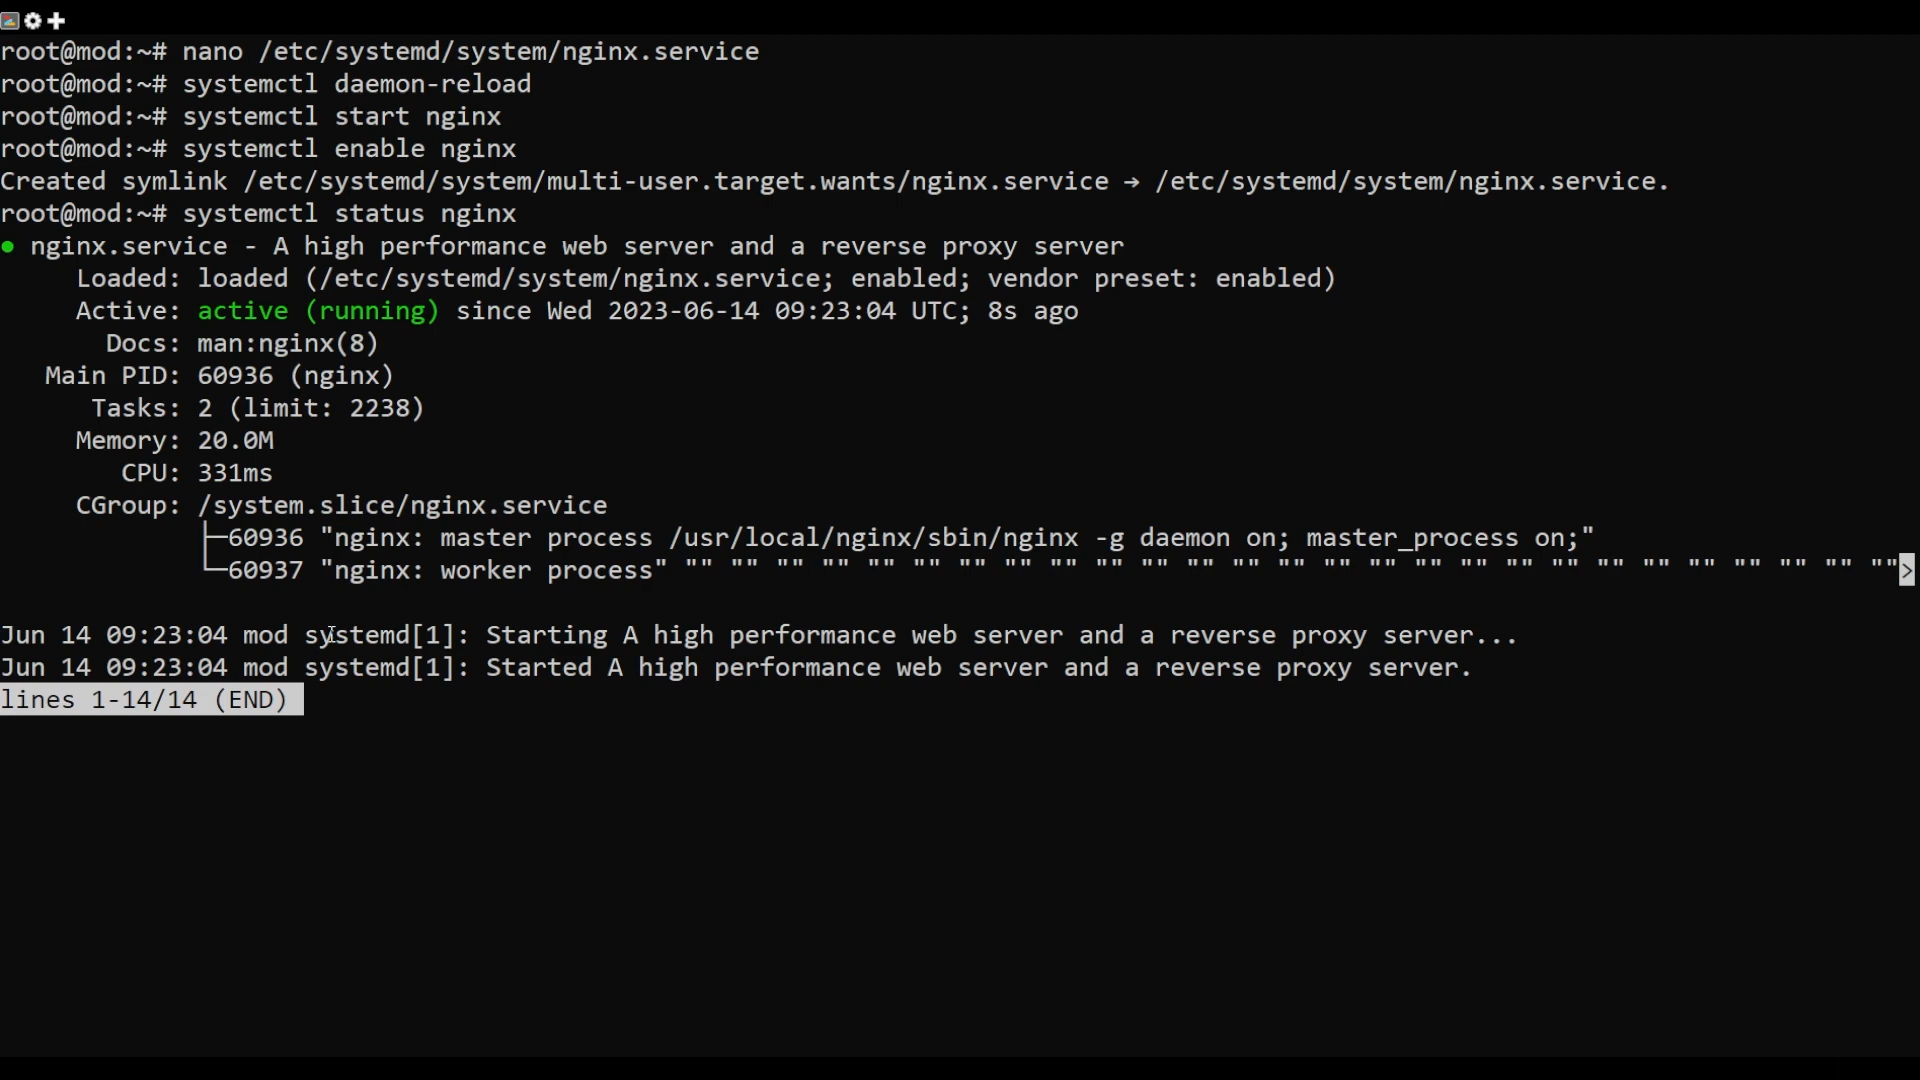 root@mod:~# nano /etc/systemd/system/nginx.service
root@mod:~# systemctl daemon-reload
root@mod:~# systemctl start nginx
root@mod:~# systemctl enable nginx
Created symlink /etc/systemd/system/multi-user.target.wants/nginx.service → /etc/systemd/system/nginx.service.
root@mod:~# systemctl status nginx
● nginx.service - A high performance web server and a reverse proxy server
     Loaded: loaded (/etc/systemd/system/nginx.service; enabled; vendor preset: enabled)
     Active: active (running) since Wed 2023-06-14 09:23:04 UTC; 8s ago
       Docs: man:nginx(8)
   Main PID: 60936 (nginx)
      Tasks: 2 (limit: 2238)
     Memory: 20.0M
        CPU: 331ms
     CGroup: /system.slice/nginx.service
             ├─60936 "nginx: master process /usr/local/nginx/sbin/nginx -g daemon on; master_process on;"
             └─60937 "nginx: worker process" "" "" "" "" "" "" "" "" "" "" "" "" "" "" "" "" "" "" "" "" "" "" "" "" "" "" "">

Jun 14 09:23:04 mod systemd[1]: Starting A high performance web server and a reverse proxy server...
Jun 14 09:23:04 mod systemd[1]: Started A high performance web server and a reverse proxy server.
lines 1-14/14 (END)